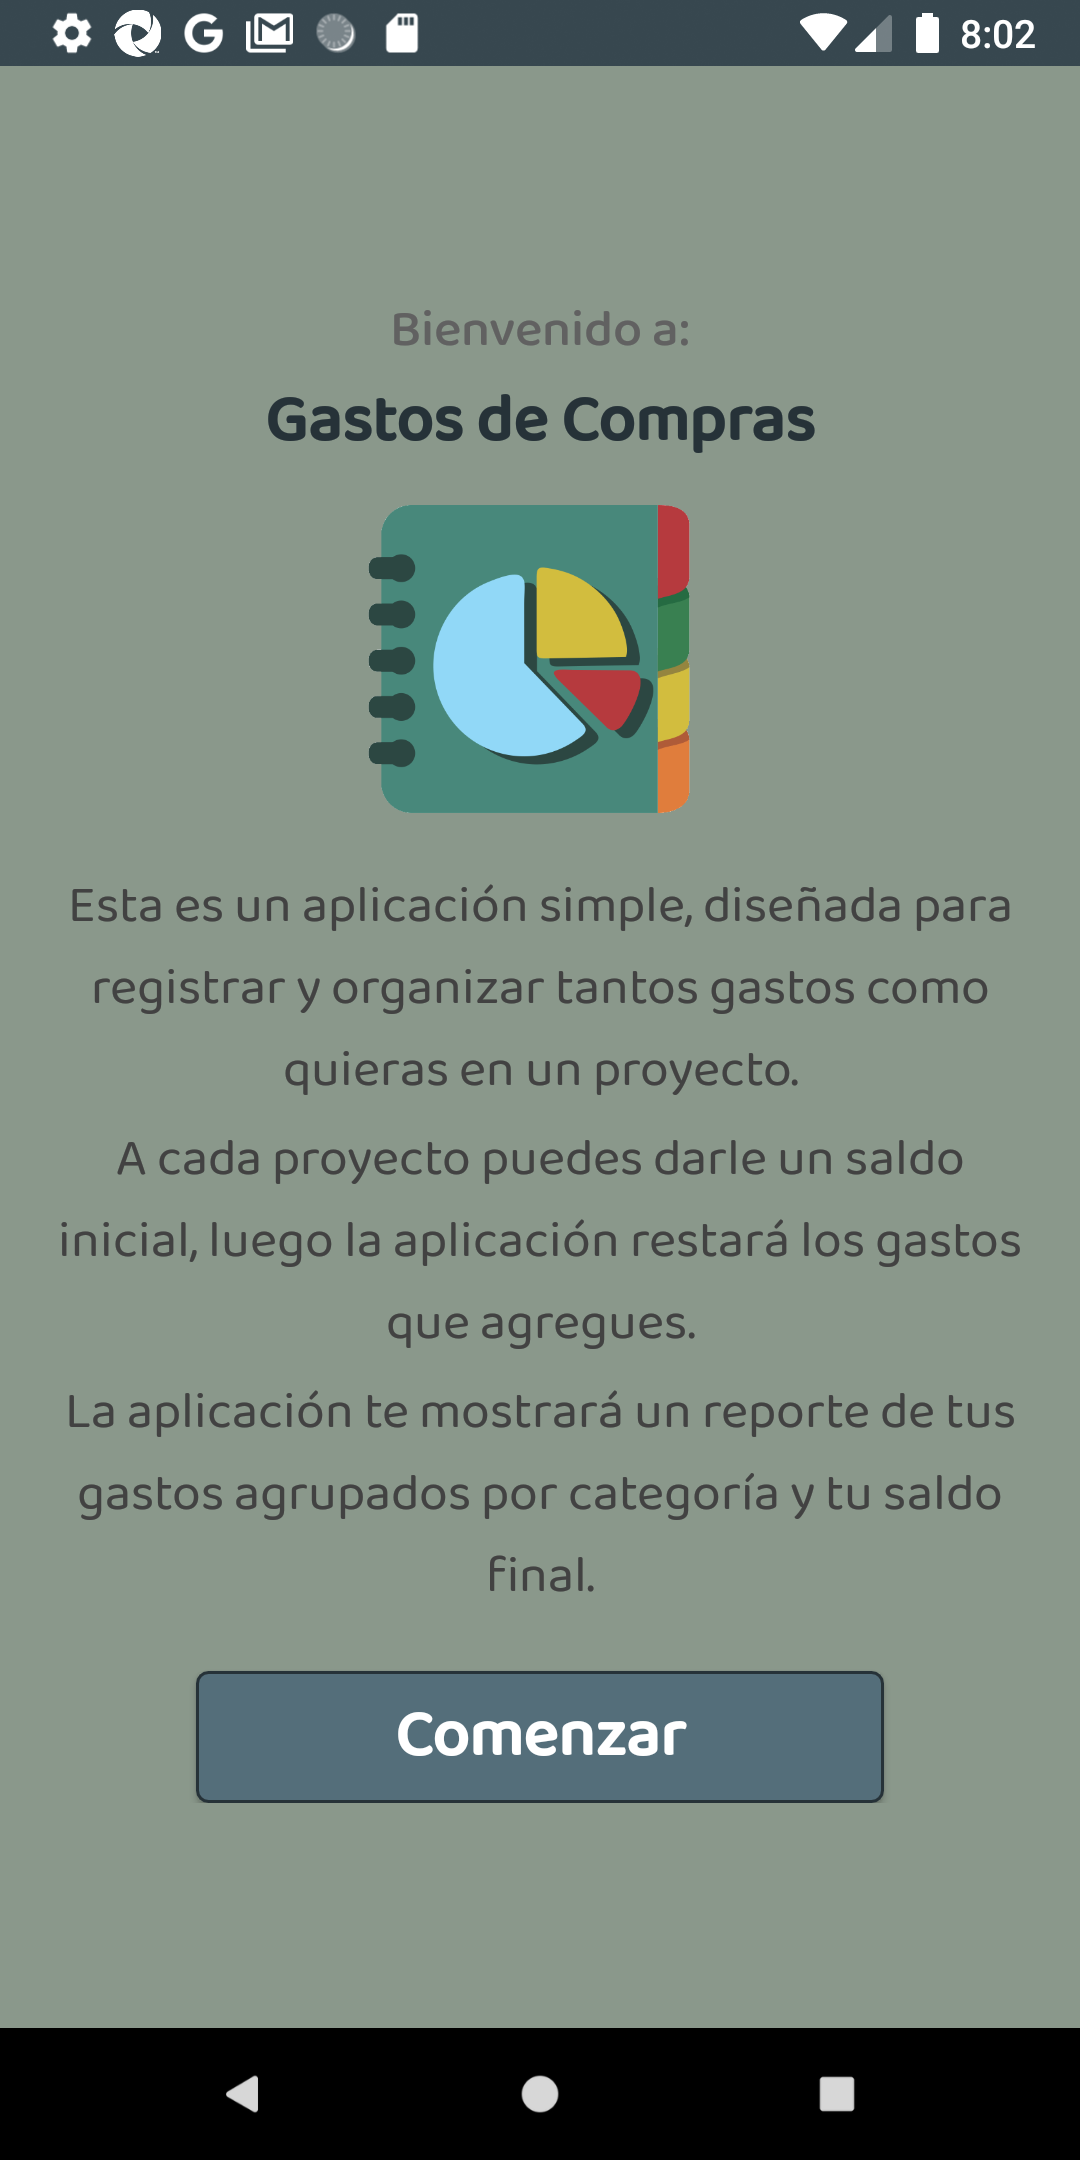 8:02
Bienvenido a:
Gastos de Compras
Esta es un aplicación simple, diseñada para
registrar y organizar tantos gastos como
quieras en un proyecto.
A cada proyecto puedes darle un saldo
inicial, luego la aplicación restará los gastos
que agregues.
La aplicación te mostrará un reporte de tus
gastos agrupados por categoría y tu saldo
final.
Comenzar